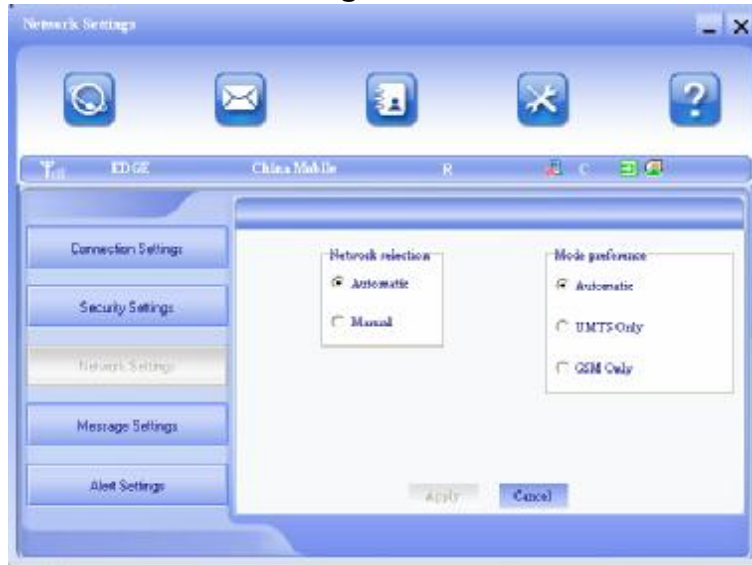 Network Settings
EDGE China Mobile R C
Connection Settings
Security Settings
Network Settings
Message Settings
Alert Settings
Network selection
Automatic
Manual
Mode preference
Automatic
UMTS Only
GSM Only
Apply Cancel